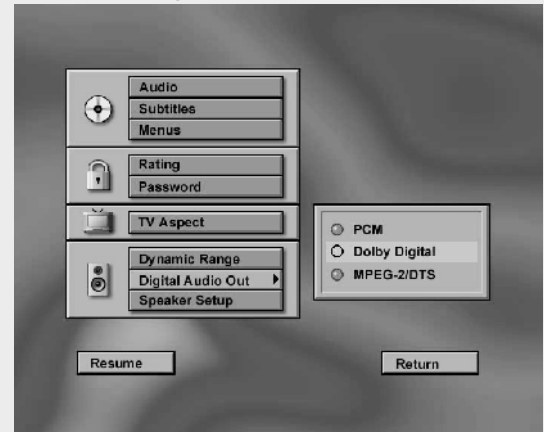 Audio
Subtitles
Menus
Rating
Password
TV Aspect
Dynamic Range
Digital Audio Out
Speaker Setup
PCM
Dolby Digital
MPEG-2/DTS
Resume
Return